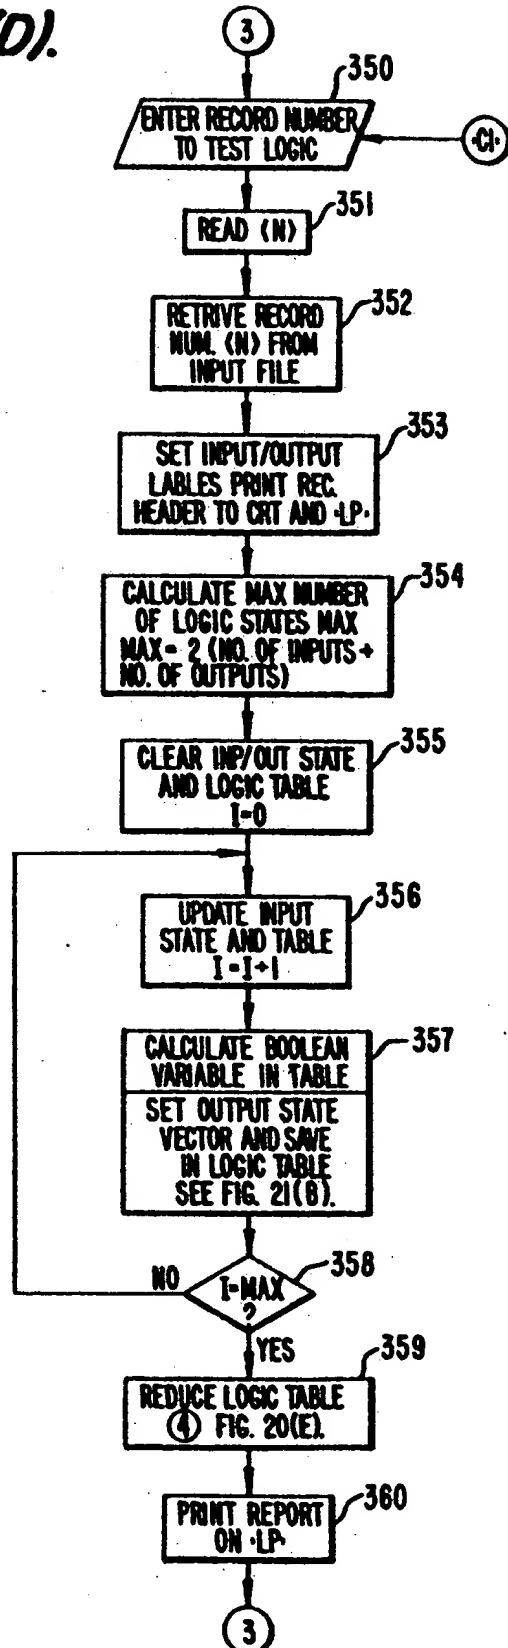 (D).
3
350
ENTER RECORD NUMBER
TO TEST LOGIC
·CI·
351
READ (N)
352
RETRIVE RECORD
NUM. (N) FROM
INPUT FILE
353
SET INPUT/OUTPUT
LABLES PRINT REC.
HEADER TO CRT AND ·LP·
354
CALCULATE MAX NUMBER
OF LOGIC STATES MAX
MAX= 2 (NO. OF INPUTS +
NO. OF OUTPUTS)
355
CLEAR INP/OUT STATE
AND LOGIC TABLE
I=0
356
UPDATE INPUT
STATE AND TABLE
I=I+1
357
CALCULATE BOOLEAN
VARIABLE IN TABLE
SET OUTPUT STATE
VECTOR AND SAVE
IN LOGIC TABLE
SEE FIG. 21(B).
358
NO
I=MAX
?
YES
359
REDUCE LOGIC TABLE
4 FIG. 20(E).
360
PRINT REPORT
ON ·LP·
3